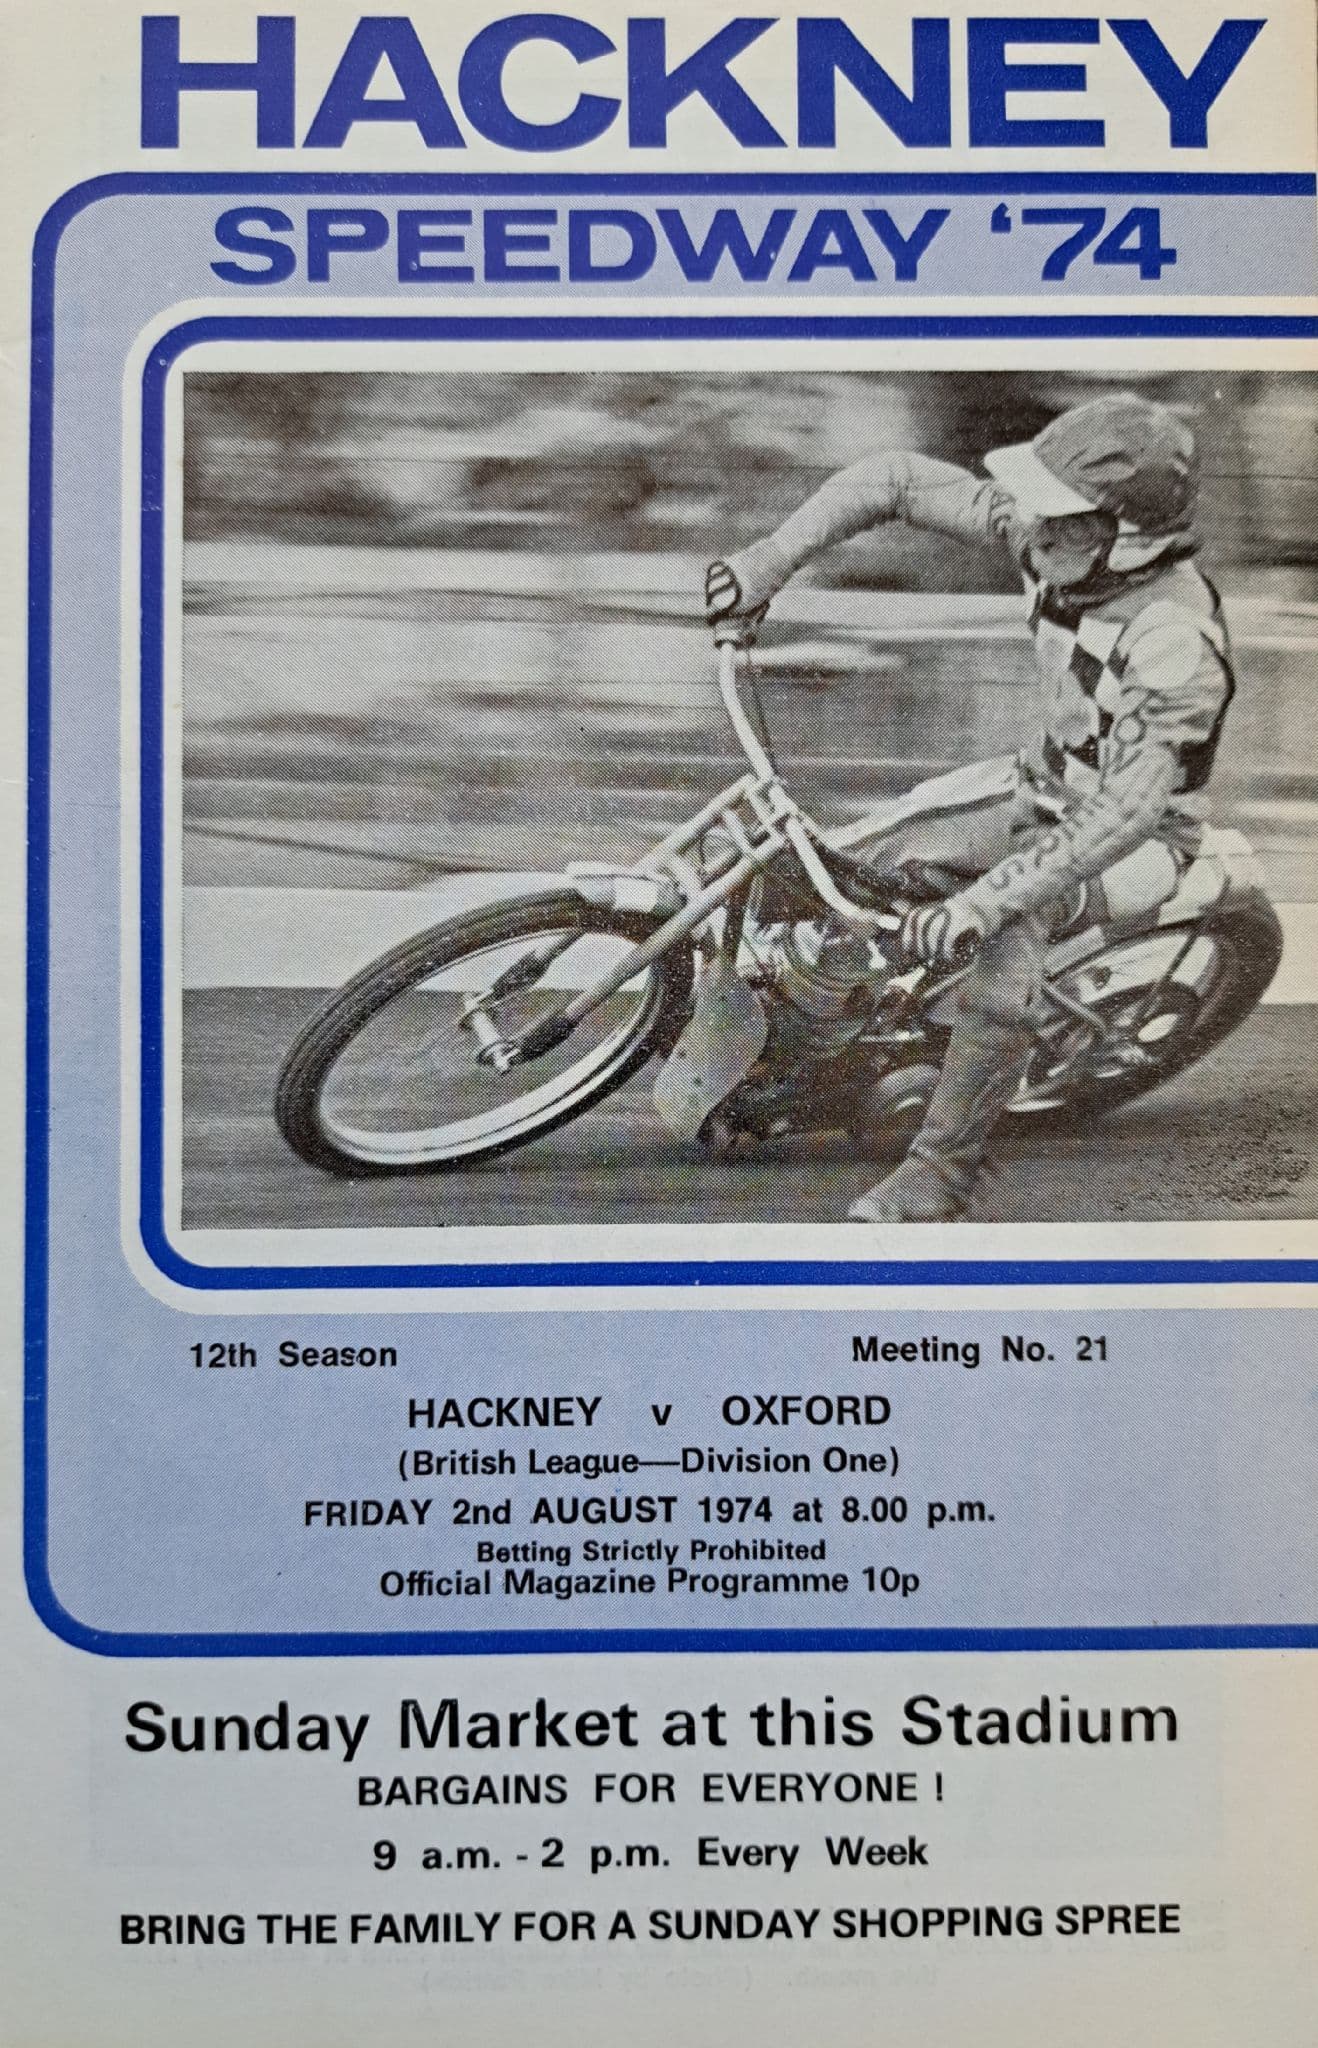 HACKNEY
SPEEDWAY '74
12th Season Meeting No. 21
HACKNEY v OXFORD
(British League—Division One)
FRIDAY 2nd AUGUST 1974 at 8.00 p.m.
Betting Strictly Prohibited
Official Magazine Programme 10p
Sunday Market at this Stadium
BARGAINS FOR EVERYONE !
9 a.m. - 2 p.m. Every Week
BRING THE FAMILY FOR A SUNDAY SHOPPING SPREE